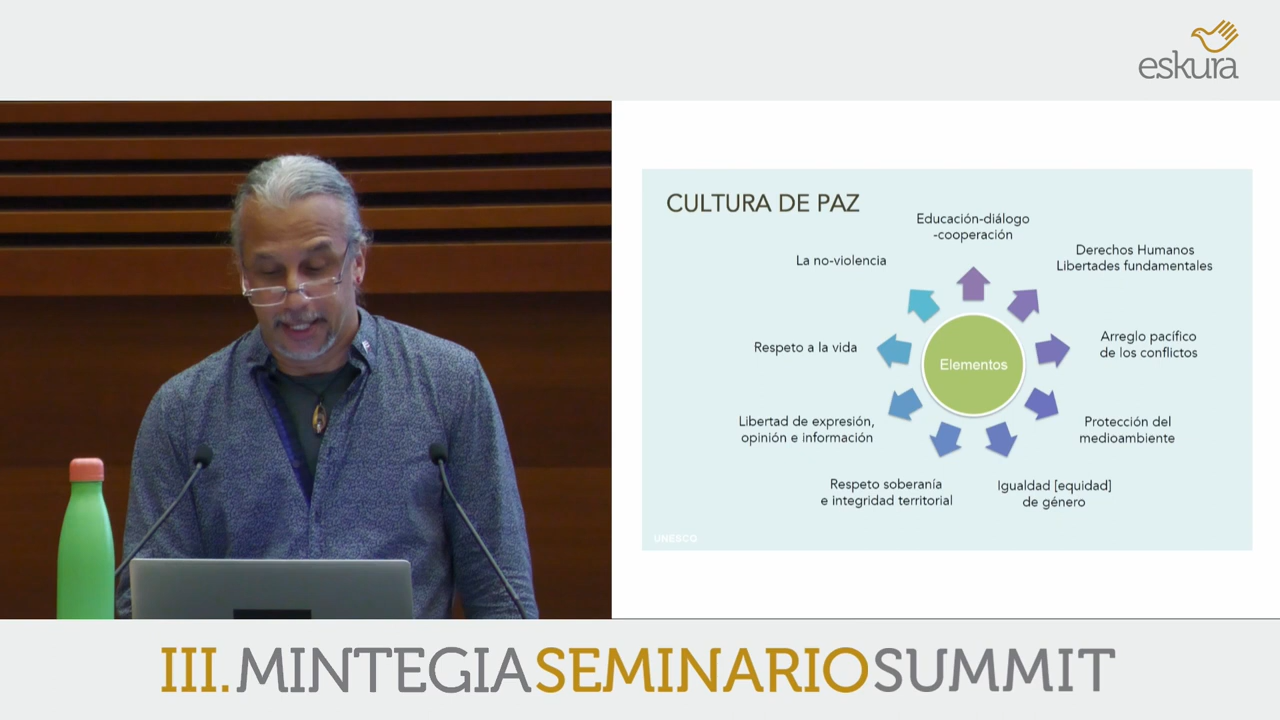 eskura
CULTURA DE PAZ
Educación-diálogo
-cooperación
Derechos Humanos
Libertades fundamentales
La no-violencia
Arreglo pacífico
de los conflictos
Respeto a la vida
Elementos
Protección del
medioambiente
Libertad de expresión,
opinión e información
Igualdad [equidad]
de género
Respeto soberanía
e integridad territorial
UNESCO
III.MINTEGIASEMINARIOSUMMIT